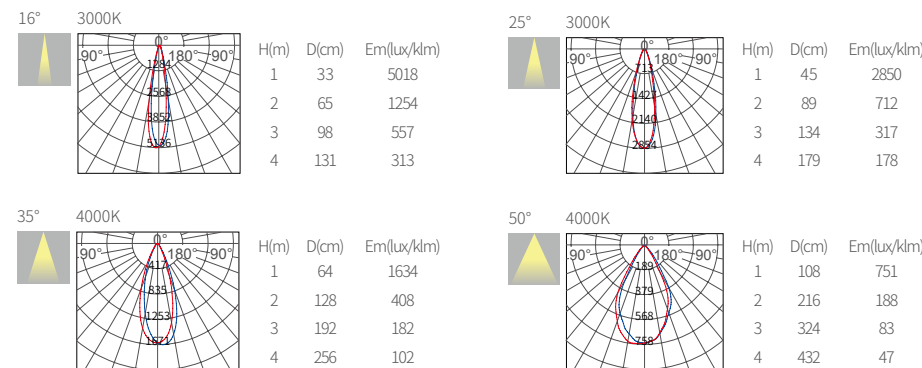 16° 3000K
0°
90° 180° 90°
1284
2568
3852
5136
H(m) D(cm) Em(lux/klm)
1 33 5018
2 65 1254
3 98 557
4 131 313
25° 3000K
0°
90° 180° 90°
713
1427
2140
2854
H(m) D(cm) Em(lux/klm)
1 45 2850
2 89 712
3 134 317
4 179 178
35° 4000K
0°
90° 180° 90°
417
835
1253
1671
H(m) D(cm) Em(lux/klm)
1 64 1634
2 128 408
3 192 182
4 256 102
50° 4000K
0°
90° 180° 90°
189
379
568
758
H(m) D(cm) Em(lux/klm)
1 108 751
2 216 188
3 324 83
4 432 47